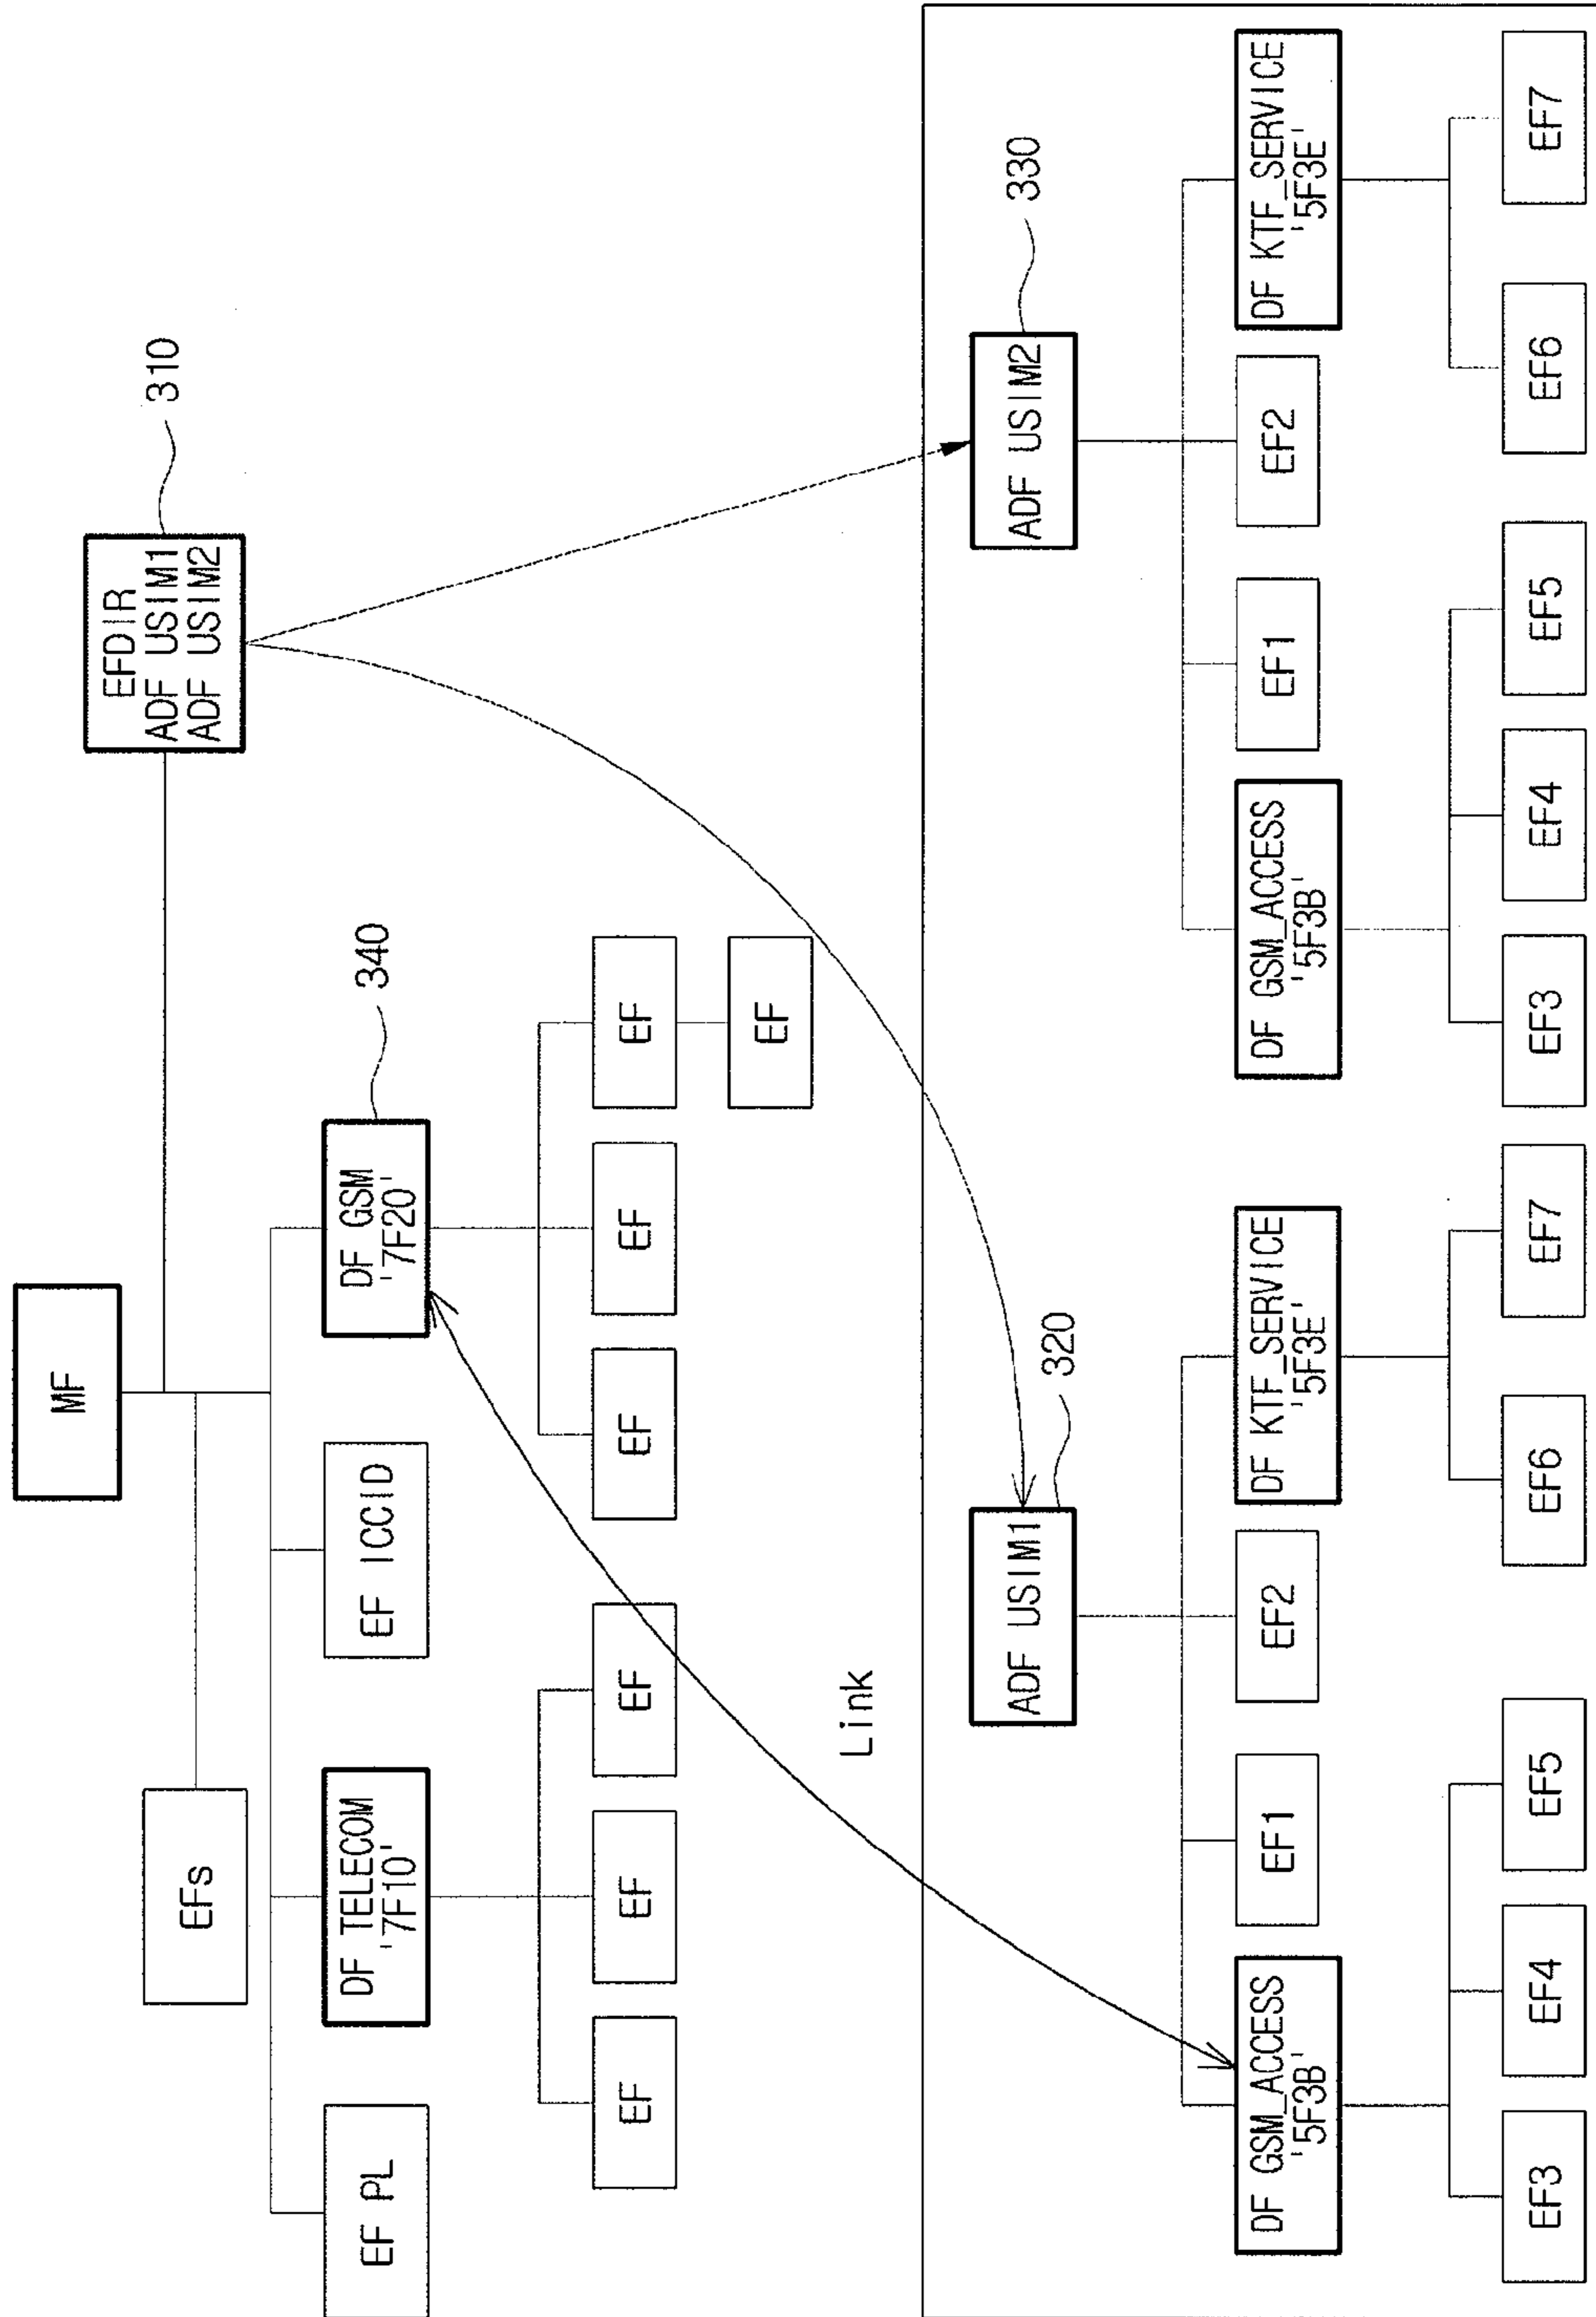 MF
EFDIR
ADF USIM1
ADF USIM2
310
EFs
EF PL
DF TELECOM
'7F10'
EF ICCID
DF GSM
'7F20'
340
EF
EF
EF
EF
EF
EF
EF
Link
ADF USIM1
320
ADF USIM2
330
DF GSM_ACCESS
'5F3B'
EF1
EF2
DF KTF_SERVICE
'5F3E'
DF GSM_ACCESS
'5F3B'
EF1
EF2
DF KTF_SERVICE
'5F3E'
EF3
EF4
EF5
EF6
EF7
EF3
EF4
EF5
EF6
EF7